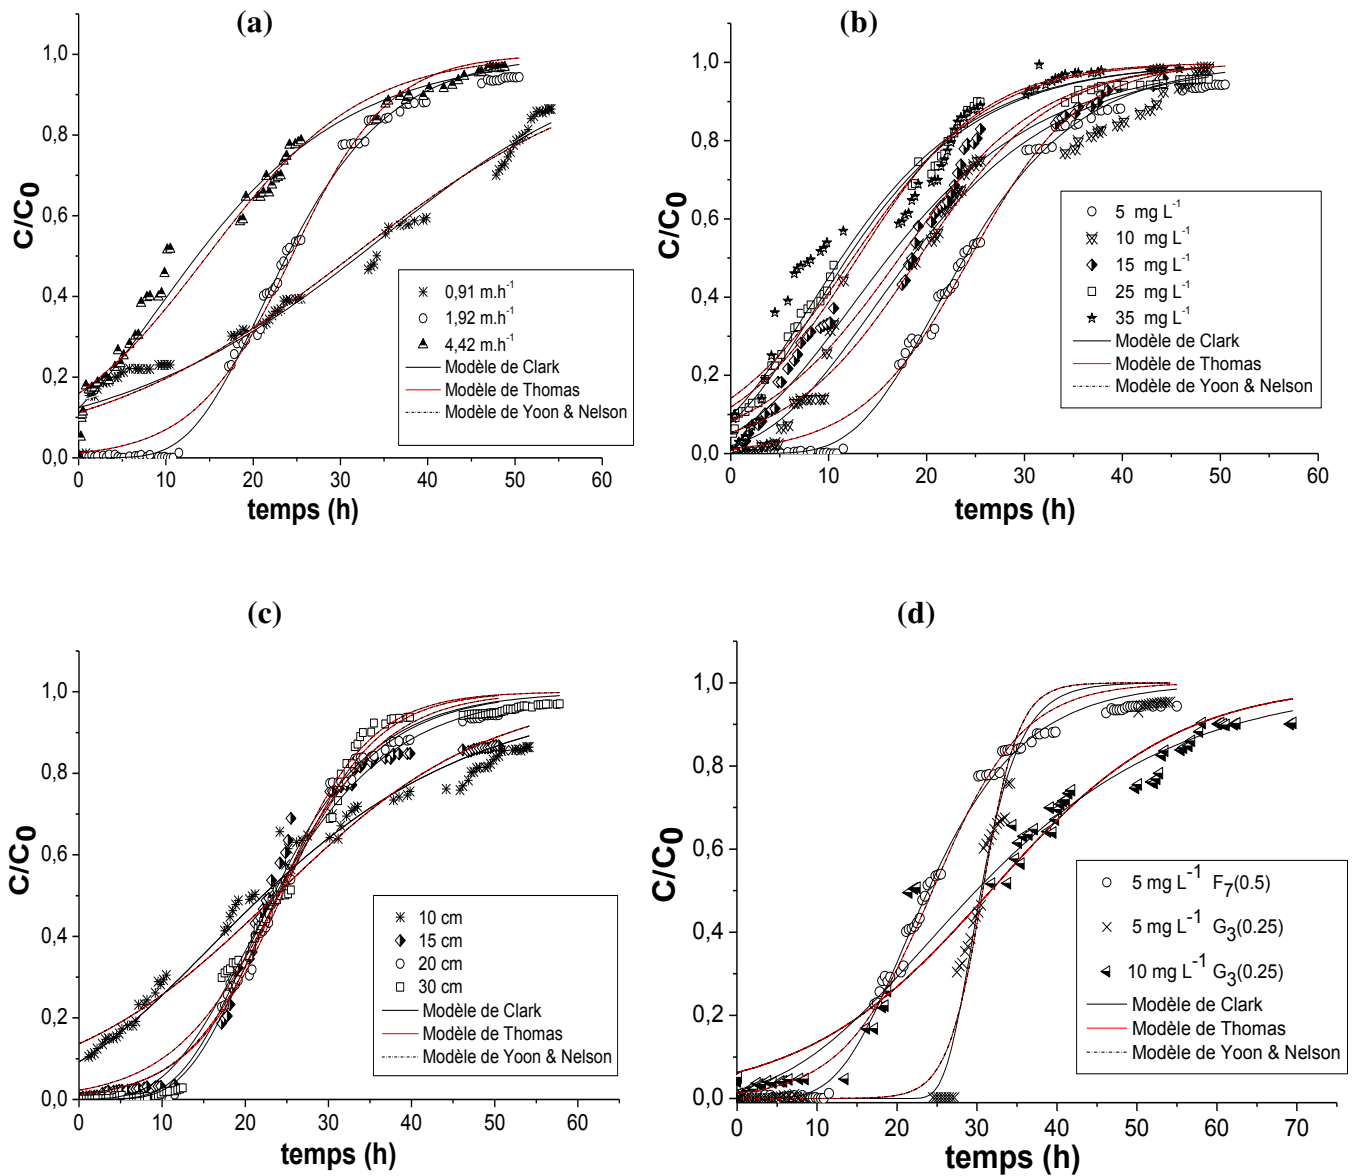 (a)
C/C0
1,0
0,8
0,6
0,4
0,2
0,0
0 10 20 30 40 50 60
temps (h)
0,91 m.h-1
1,92 m.h-1
4,42 m.h-1
Modèle de Clark
Modèle de Thomas
Modèle de Yoon & Nelson
(b)
C/C0
1,0
0,8
0,6
0,4
0,2
0,0
0 10 20 30 40 50 60
temps (h)
5 mg L-1
10 mg L-1
15 mg L-1
25 mg L-1
35 mg L-1
Modèle de Clark
Modèle de Thomas
Modèle de Yoon & Nelson
(c)
C/C0
1,0
0,8
0,6
0,4
0,2
0,0
0 10 20 30 40 50 60
temps (h)
10 cm
15 cm
20 cm
30 cm
Modèle de Clark
Modèle de Thomas
Modèle de Yoon & Nelson
(d)
C/C0
1,0
0,8
0,6
0,4
0,2
0,0
0 10 20 30 40 50 60 70
temps (h)
5 mg L-1 F7(0.5)
5 mg L-1 G3(0.25)
10 mg L-1 G3(0.25)
Modèle de Clark
Modèle de Thomas
Modèle de Yoon & Nelson